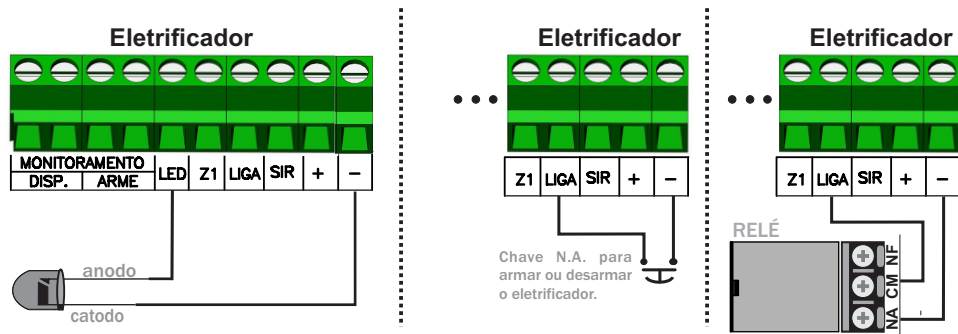 Eletrificador
MONITORAMENTO
DISP. ARME LED Z1 LIGA SIR + −
anodo
catodo
Eletrificador
Z1 LIGA SIR + −
Chave N.A. para
armar ou desarmar
o eletrificador.
Eletrificador
Z1 LIGA SIR + −
RELÉ
NF
CM
NA